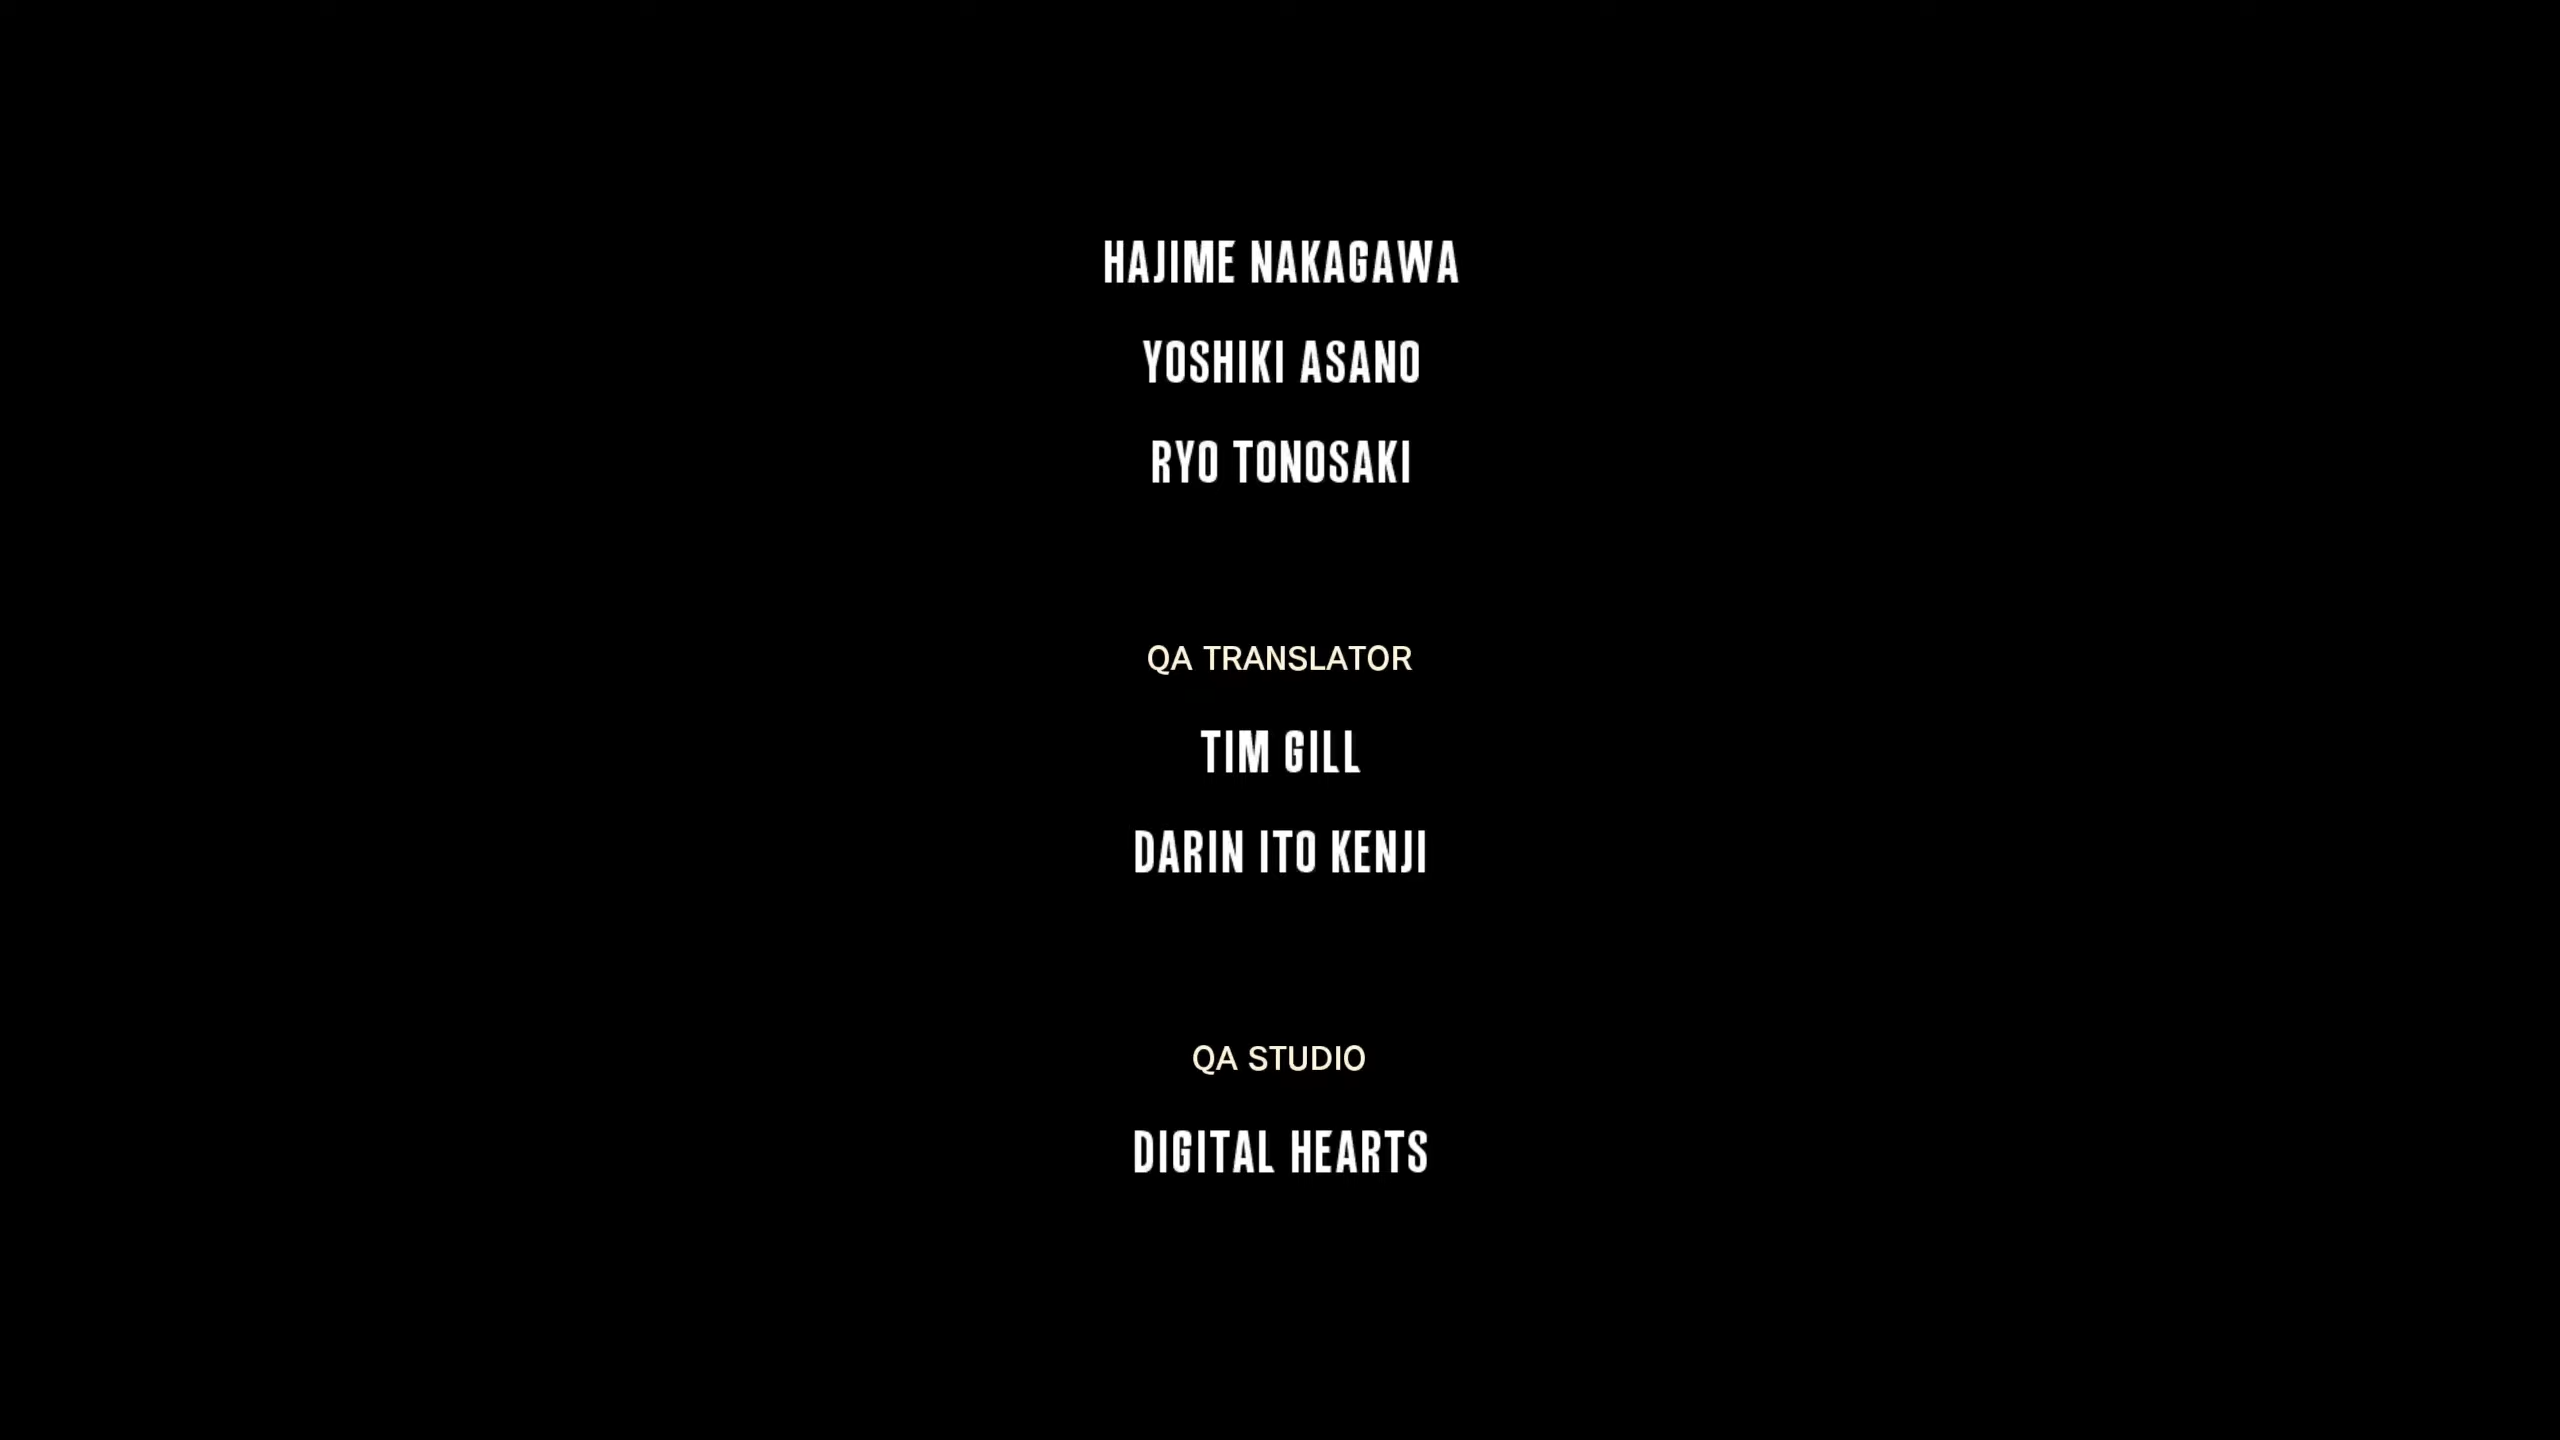 HAJIME NAKAGAWA
YOSHIKI ASANO
RYO TONOSAKI
QA TRANSLATOR
TIM GILL
DARIN ITO KENJI
QA STUDIO
DIGITAL HEARTS